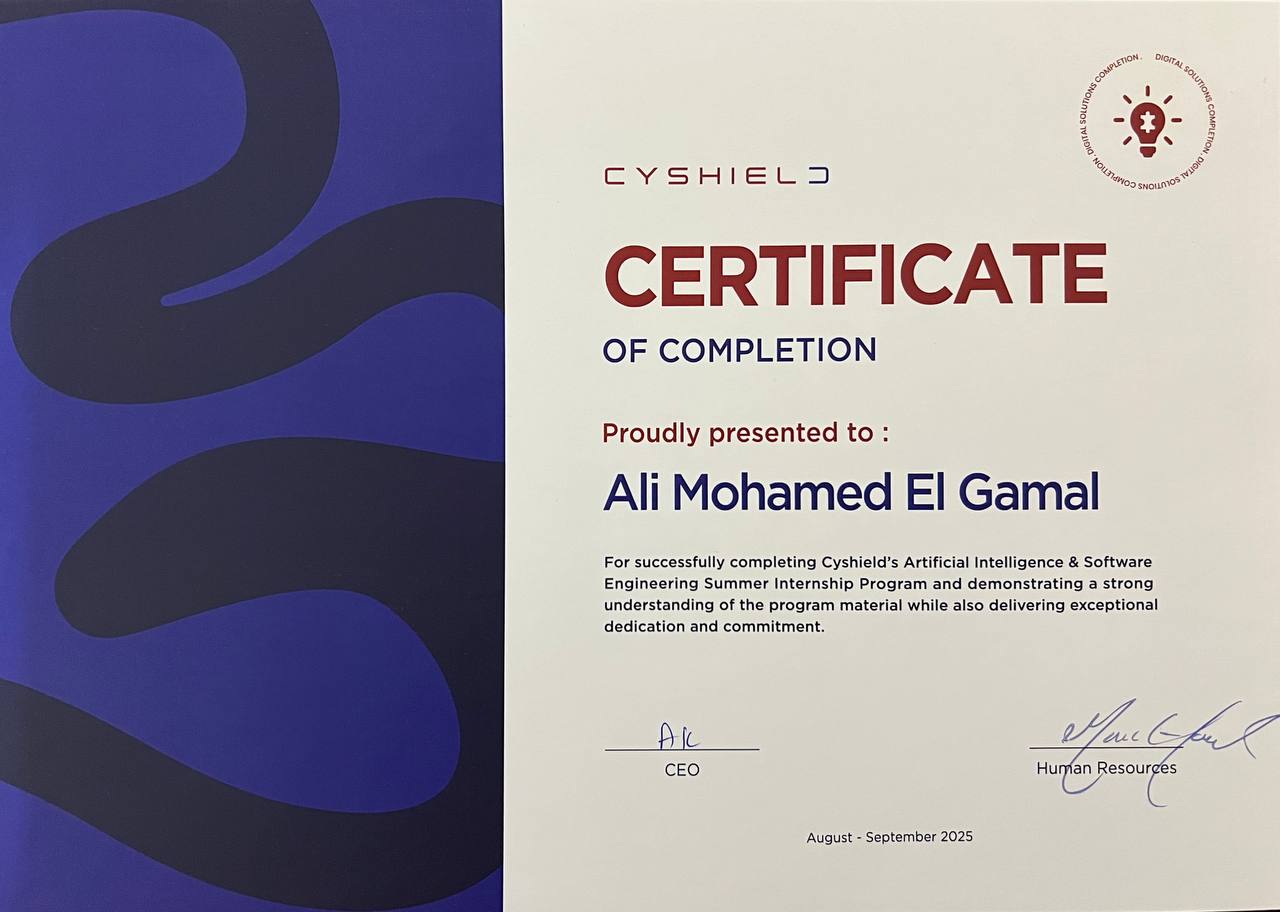 DIGITAL SOLUTIONS COMPLETION . DIGITAL SOLUTIONS COMPLETION . DIGITAL SOLUTIONS COMPLETION .
CYSHIELD
CERTIFICATE
OF COMPLETION
Proudly presented to :
Ali Mohamed El Gamal
For successfully completing Cyshield’s Artificial Intelligence & Software
Engineering Summer Internship Program and demonstrating a strong
understanding of the program material while also delivering exceptional
dedication and commitment.
CEO
Human Resources
August - September 2025